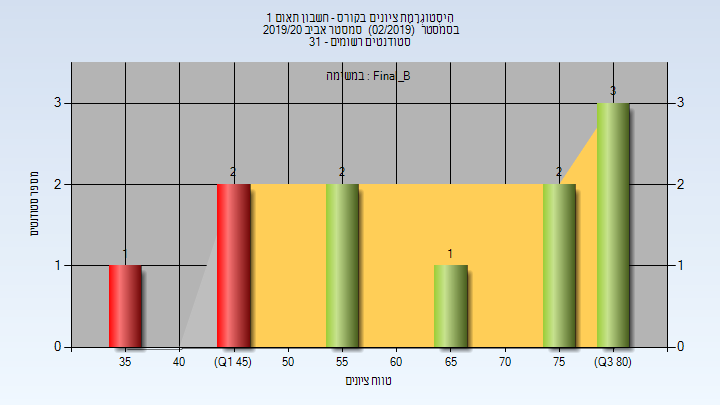 היסטוגרמת ציונים בקורס - חשבון תאום 1
בסמסטר (02/2019) סמסטר אביב 2019/20
סטודנטים רשומים - 31
במשימה : Final_B
3
3
3
2
2
2
2
2
1
1
1
1
0
0
35
40
(Q1 45)
50
55
60
65
70
75
(Q3 80)
מספר סטודנטים
טווח ציונים